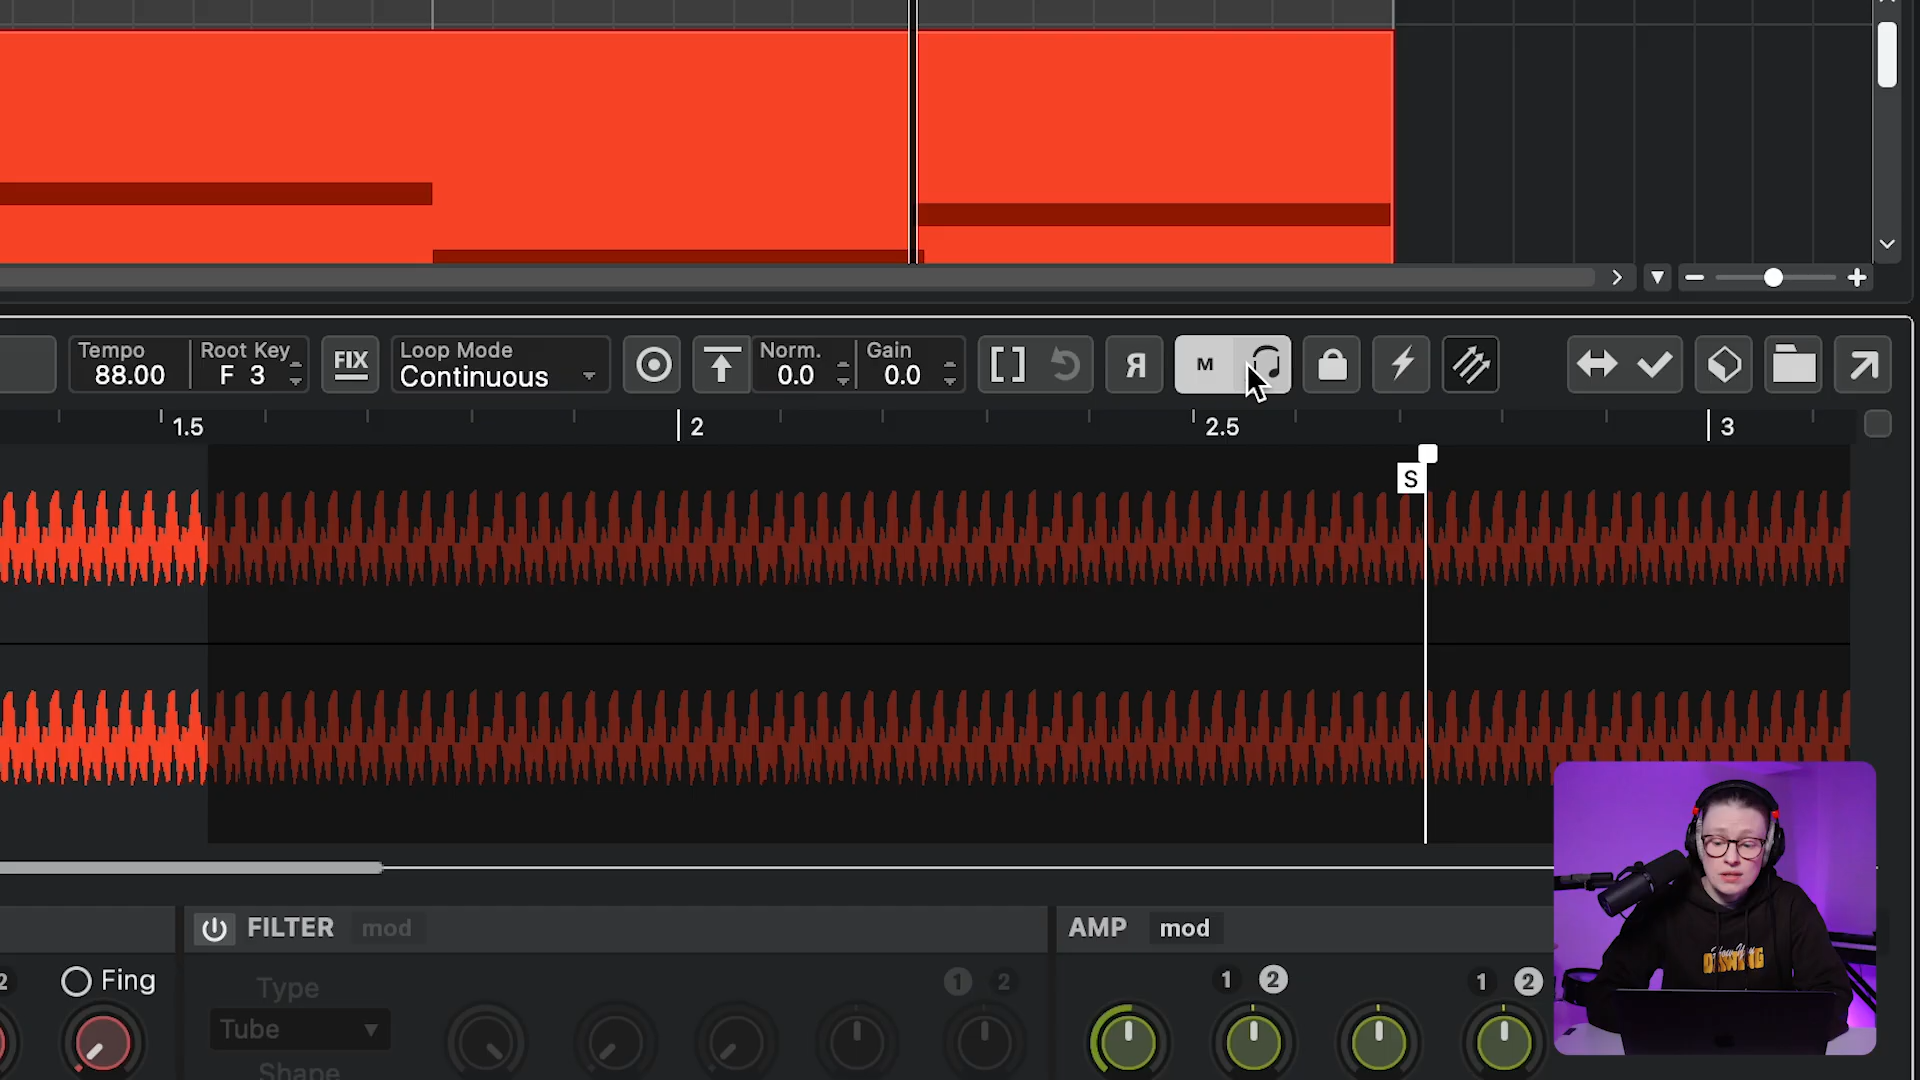 Tempo
88.00
Root Key
F 3
FIX
Loop Mode
Continuous
Norm.
0.0
Gain
0.0
R
M
1.5
2
2.5
3
S
FILTER
mod
AMP
mod
2
Fing
Type
1
2
1
2
1
2
Tube
Shape